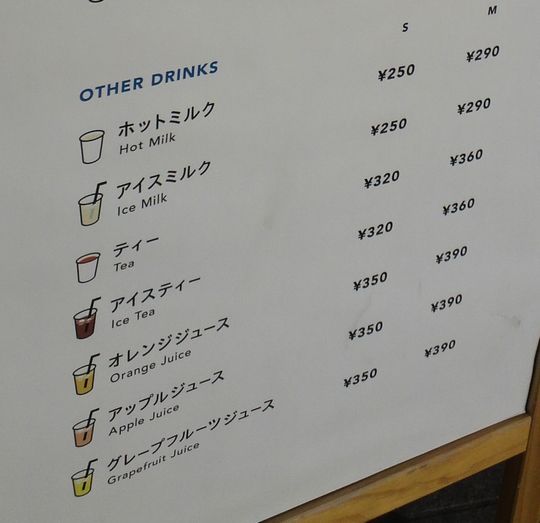 S M
OTHER DRINKS
ホットミルク ¥250 ¥290
Hot Milk
アイスミルク ¥250 ¥290
Ice Milk
ティー ¥320 ¥360
Tea
アイスティー ¥320 ¥360
Ice Tea
オレンジジュース ¥350 ¥390
Orange Juice
アップルジュース ¥350 ¥390
Apple Juice
グレープフルーツジュース ¥350 ¥390
Grapefruit Juice